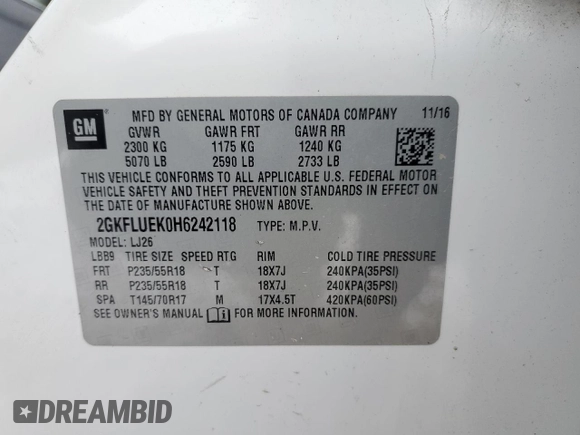 GM
MFD BY GENERAL MOTORS OF CANADA COMPANY 11/16
GVWR GAWR FRT GAWR RR
2300 KG 1175 KG 1240 KG
5070 LB 2590 LB 2733 LB
THIS VEHICLE CONFORMS TO ALL APPLICABLE U.S. FEDERAL MOTOR
VEHICLE SAFETY AND THEFT PREVENTION STANDARDS IN EFFECT ON
THE DATE OF MANUFACTURE SHOWN ABOVE.
2GKFLUEK0H6242118 TYPE: M.P.V.
MODEL: LJ26
LBB9 TIRE SIZE SPEED RTG RIM COLD TIRE PRESSURE
FRT P235/55R18 T 18X7J 240KPA(35PSI)
RR P235/55R18 T 18X7J 240KPA(35PSI)
SPA T145/70R17 M 17X4.5T 420KPA(60PSI)
SEE OWNER'S MANUAL FOR MORE INFORMATION.
DREAMBID